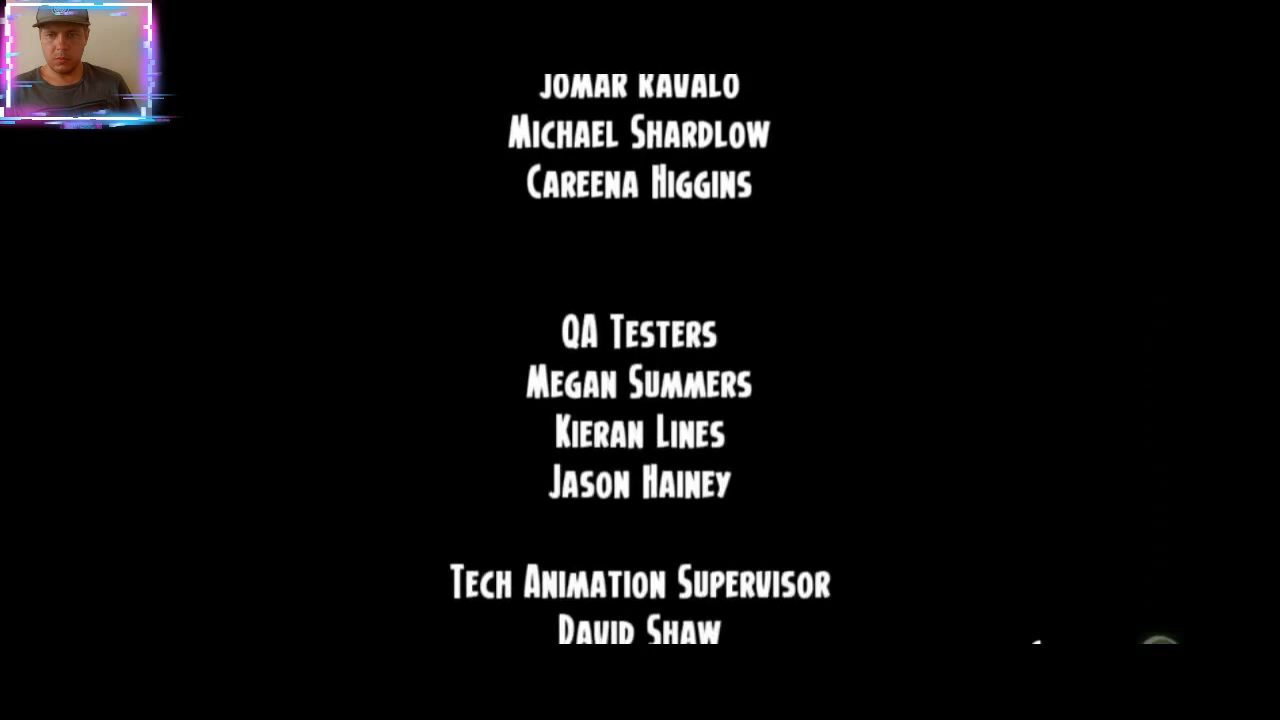 Jomar Kavalo
Michael Shardlow
Careena Higgins
QA Testers
Megan Summers
Kieran Lines
Jason Hainey
Tech Animation Supervisor
David Shaw